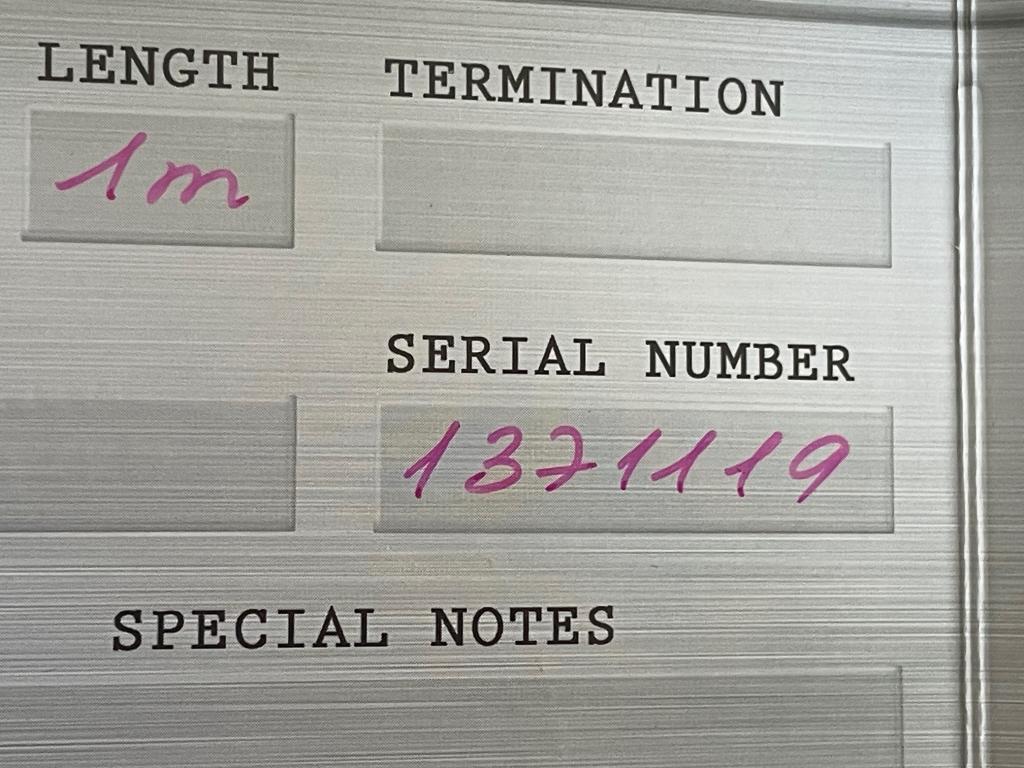 LENGTH TERMINATION
1m
SERIAL NUMBER
1371119
SPECIAL NOTES